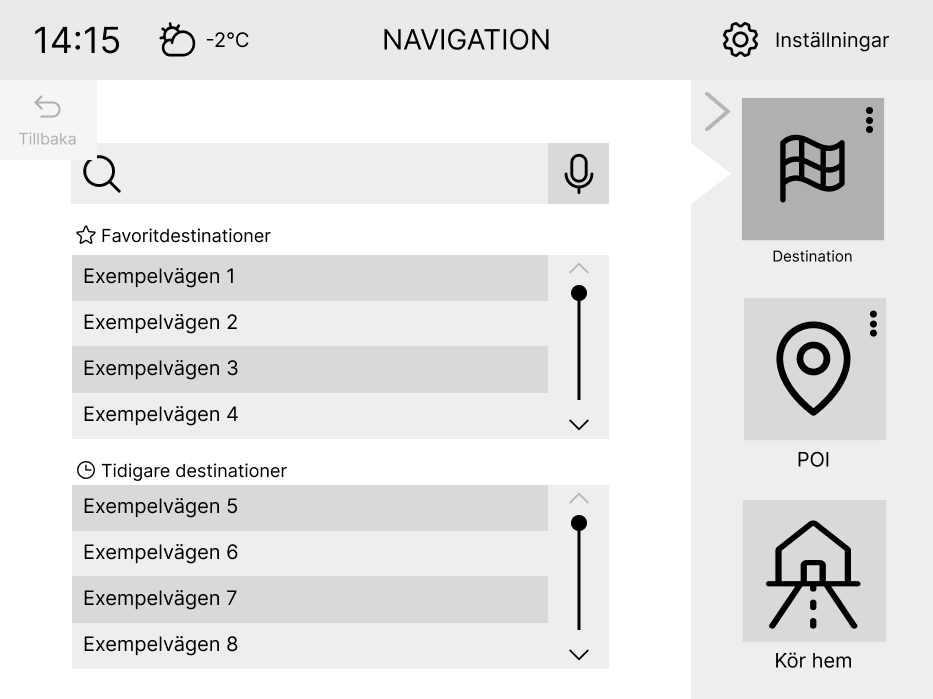 14:15
-2°C
NAVIGATION
Inställningar
Tillbaka
Favoritdestinationer
Exempelvägen 1
Exempelvägen 2
Exempelvägen 3
Exempelvägen 4
Tidigare destinationer
Exempelvägen 5
Exempelvägen 6
Exempelvägen 7
Exempelvägen 8
Destination
POI
Kör hem